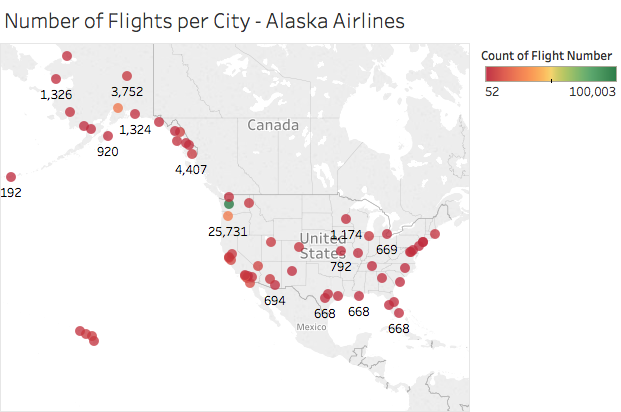 Number of Flights per City - Alaska Airlines
Count of Flight Number
52 100,003
1,326
3,752
1,324
Canada
920
4,407
192
25,731
1,174
United
States
669
792
694
668
668
668
Mexico